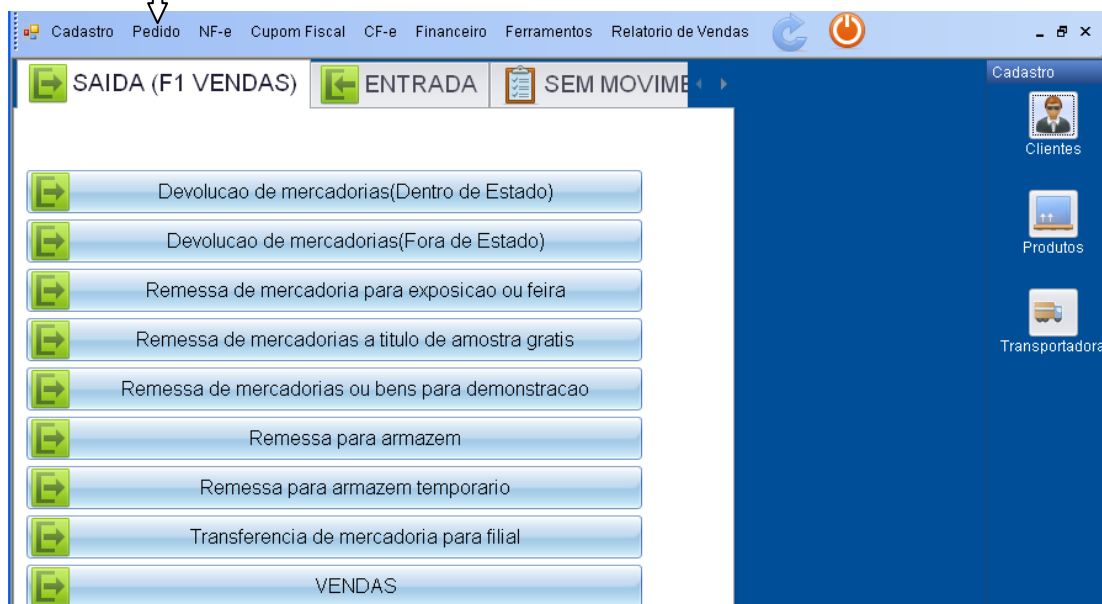 Cadastro Pedido NF-e Cupom Fiscal CF-e Financeiro Ferramentos Relatorio de Vendas
SAIDA (F1 VENDAS) ENTRADA SEM MOVIME
Devolucao de mercadorias(Dentro de Estado)
Devolucao de mercadorias(Fora de Estado)
Remessa de mercadoria para exposicao ou feira
Remessa de mercadorias a titulo de amostra gratis
Remessa de mercadorias ou bens para demonstracao
Remessa para armazem
Remessa para armazem temporario
Transferencia de mercadoria para filial
VENDAS
Cadastro
Clientes
Produtos
Transportadora